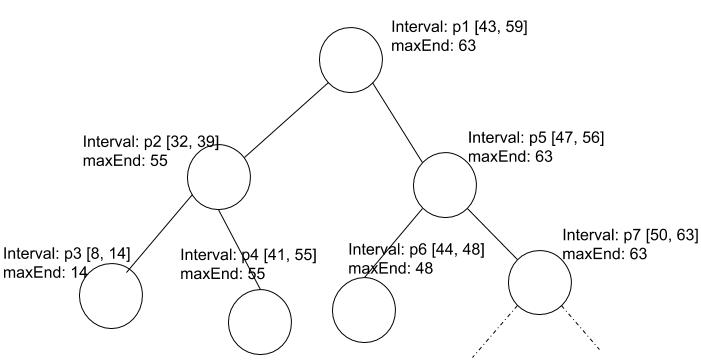 Interval: p1 [43, 59]
maxEnd: 63
Interval: p2 [32, 39]
maxEnd: 55
Interval: p5 [47, 56]
maxEnd: 63
Interval: p3 [8, 14]
maxEnd: 14
Interval: p4 [41, 55]
maxEnd: 55
Interval: p6 [44, 48]
maxEnd: 48
Interval: p7 [50, 63]
maxEnd: 63